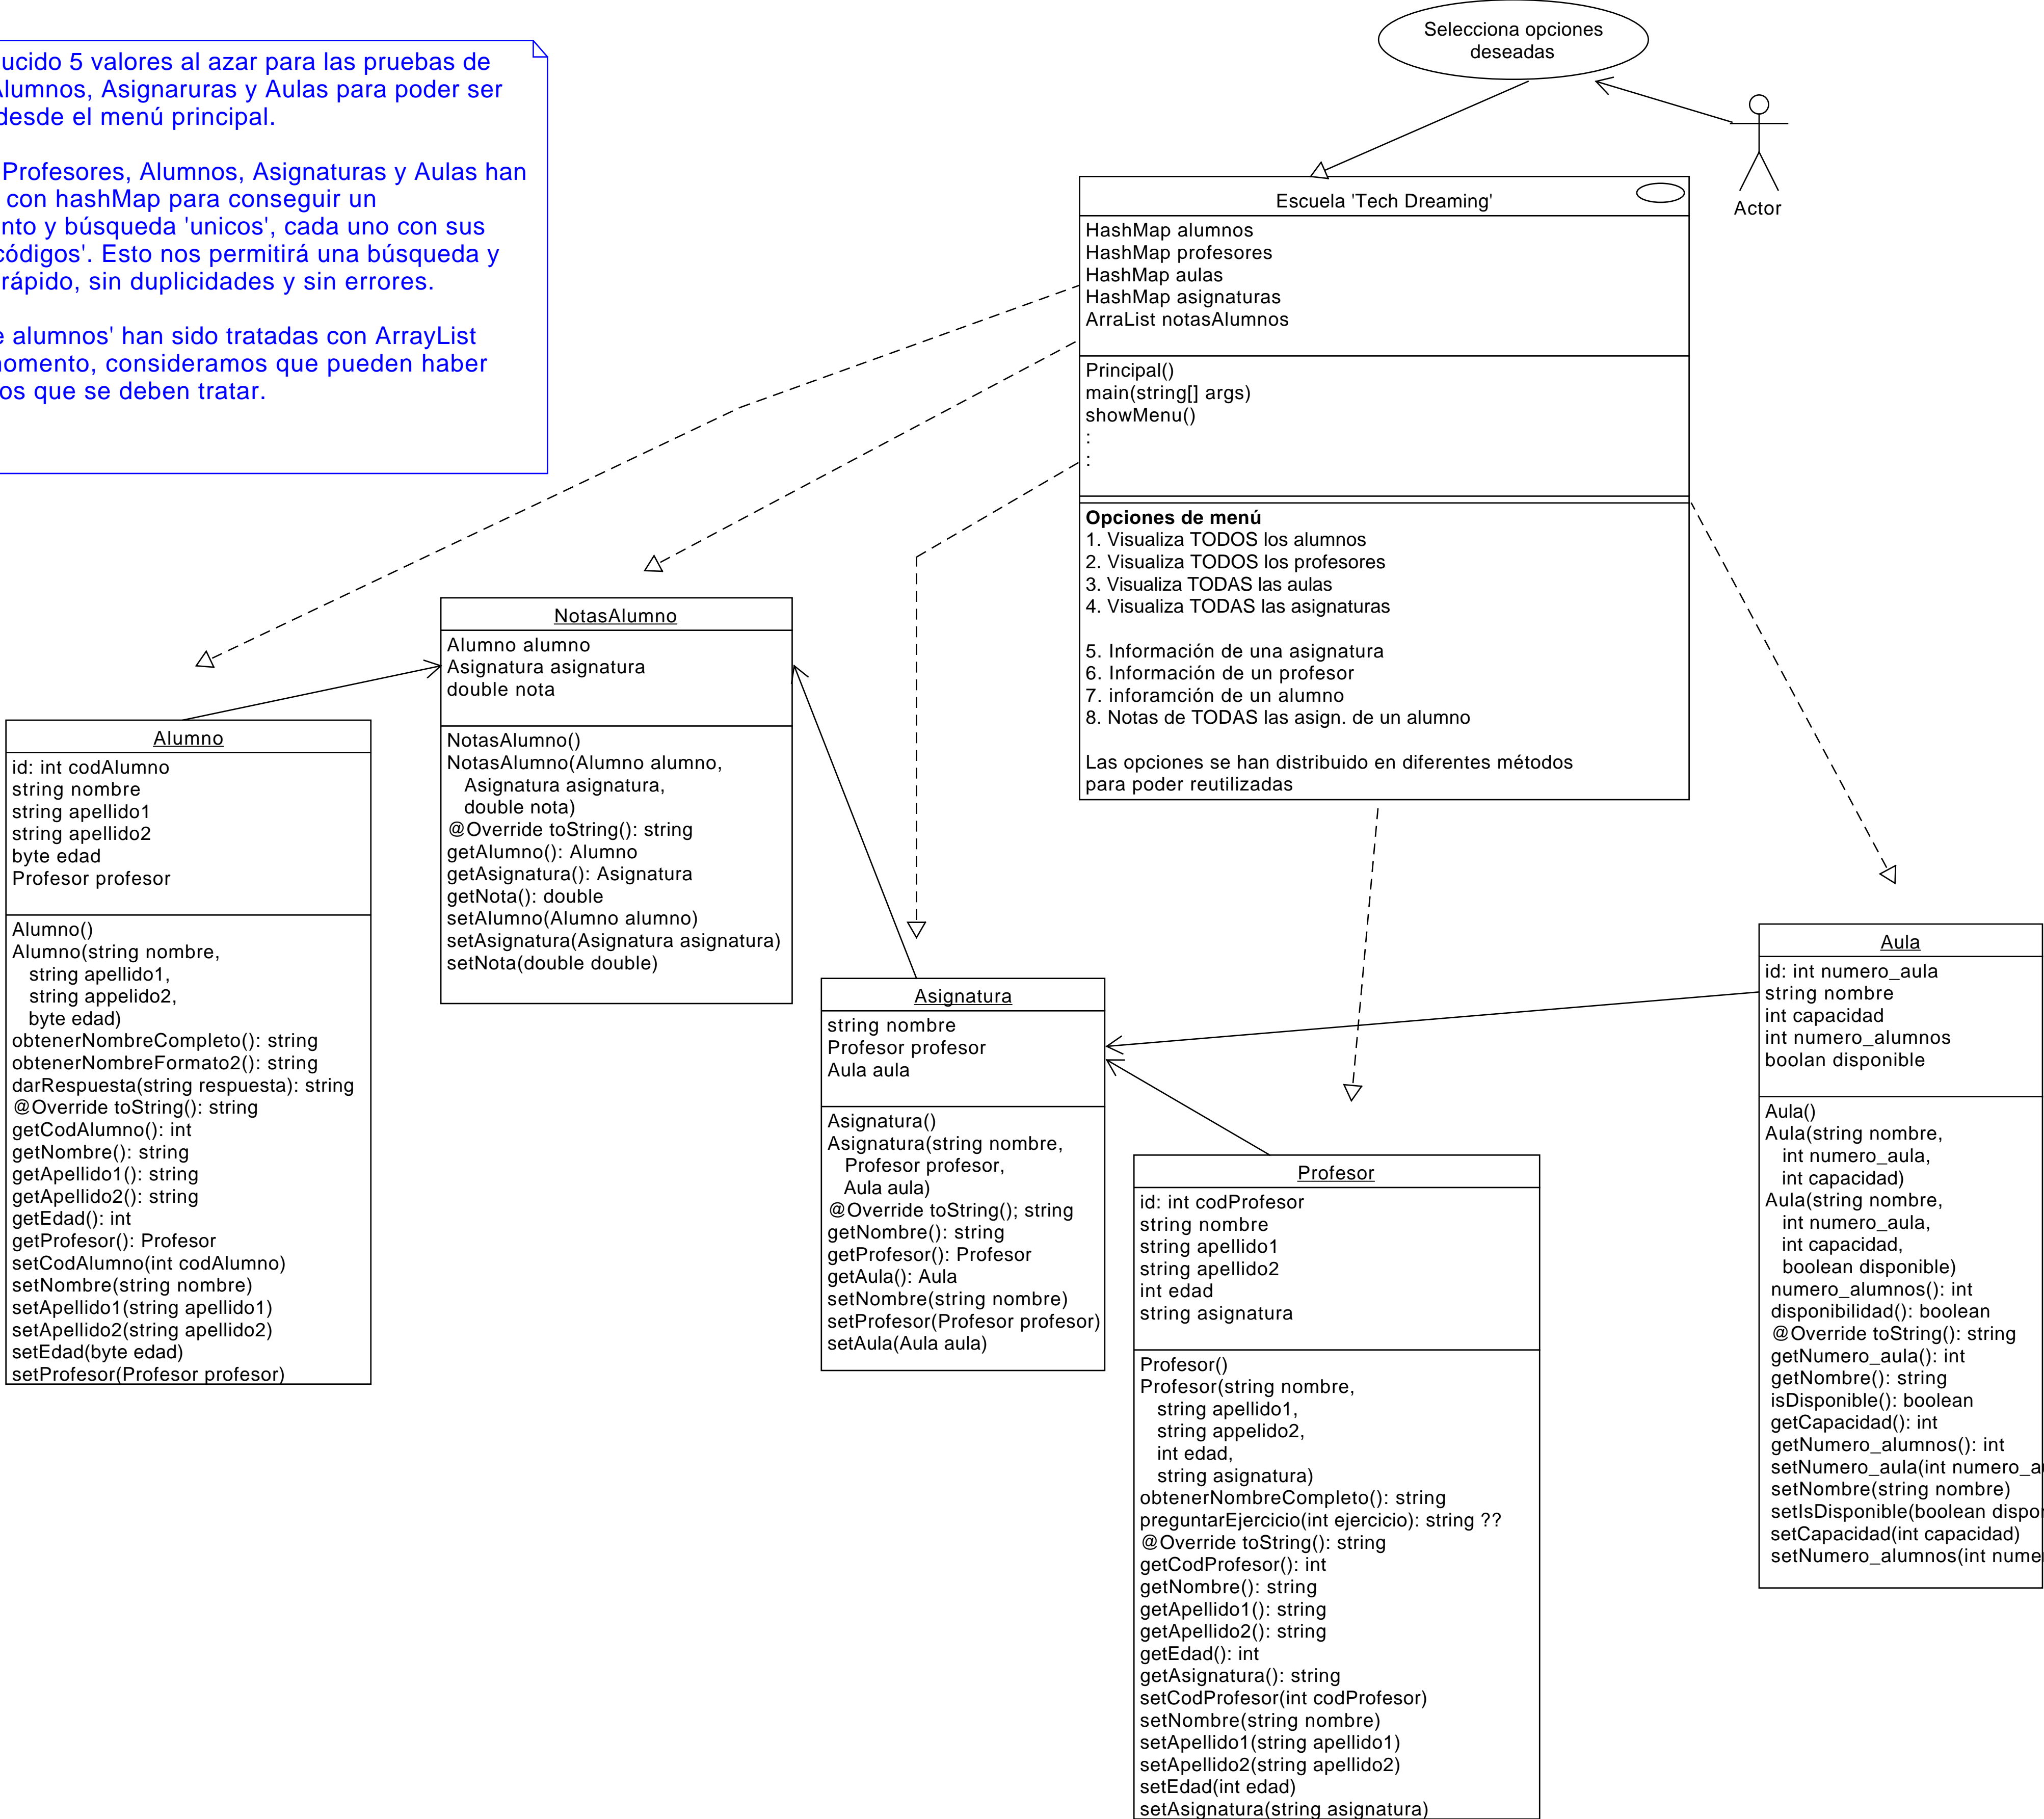 Selecciona opciones
deseadas
Actor
ucido 5 valores al azar para las pruebas de
Alumnos, Asignaruras y Aulas para poder ser
desde el menú principal.
Profesores, Alumnos, Asignaturas y Aulas han
con hashMap para conseguir un
nto y búsqueda 'unicos', cada uno con sus
códigos'. Esto nos permitirá una búsqueda y
rápido, sin duplicidades y sin errores.
e alumnos' han sido tratadas con ArrayList
nomento, consideramos que pueden haber
os que se deben tratar.
Escuela 'Tech Dreaming'
HashMap alumnos
HashMap profesores
HashMap aulas
HashMap asignaturas
ArraList notasAlumnos
Principal()
main(string[] args)
showMenu()
:
:
Opciones de menú
1. Visualiza TODOS los alumnos
2. Visualiza TODOS los profesores
3. Visualiza TODAS las aulas
4. Visualiza TODAS las asignaturas
5. Información de una asignatura
6. Información de un profesor
7. inforamción de un alumno
8. Notas de TODAS las asign. de un alumno
Las opciones se han distribuido en diferentes métodos
para poder reutilizadas
Alumno
id: int codAlumno
string nombre
string apellido1
string apellido2
byte edad
Profesor profesor
Alumno()
Alumno(string nombre,
string apellido1,
string appelido2,
byte edad)
obtenerNombreCompleto(): string
obtenerNombreFormato2(): string
darRespuesta(string respuesta): string
@Override toString(): string
getCodAlumno(): int
getNombre(): string
getApellido1(): string
getApellido2(): string
getEdad(): int
getProfesor(): Profesor
setCodAlumno(int codAlumno)
setNombre(string nombre)
setApellido1(string apellido1)
setApellido2(string apellido2)
setEdad(byte edad)
setProfesor(Profesor profesor)
NotasAlumno
Alumno alumno
Asignatura asignatura
double nota
NotasAlumno()
NotasAlumno(Alumno alumno,
Asignatura asignatura,
double nota)
@Override toString(): string
getAlumno(): Alumno
getAsignatura(): Asignatura
getNota(): double
setAlumno(Alumno alumno)
setAsignatura(Asignatura asignatura)
setNota(double double)
Asignatura
string nombre
Profesor profesor
Aula aula
Asignatura()
Asignatura(string nombre,
Profesor profesor,
Aula aula)
@Override toString(); string
getNombre(): string
getProfesor(): Profesor
getAula(): Aula
setNombre(string nombre)
setProfesor(Profesor profesor)
setAula(Aula aula)
Profesor
id: int codProfesor
string nombre
string apellido1
string apellido2
int edad
string asignatura
Profesor()
Profesor(string nombre,
string apellido1,
string appelido2,
int edad,
string asignatura)
obtenerNombreCompleto(): string
preguntarEjercicio(int ejercicio): string ??
@Override toString(): string
getCodProfesor(): int
getNombre(): string
getApellido1(): string
getApellido2(): string
getEdad(): int
getAsignatura(): string
setCodProfesor(int codProfesor)
setNombre(string nombre)
setApellido1(string apellido1)
setApellido2(string apellido2)
setEdad(int edad)
setAsignatura(string asignatura)
Aula
id: int numero_aula
string nombre
int capacidad
int numero_alumnos
boolan disponible
Aula()
Aula(string nombre,
int numero_aula,
int capacidad)
Aula(string nombre,
int numero_aula,
int capacidad,
boolean disponible)
numero_alumnos(): int
disponibilidad(): boolean
@Override toString(): string
getNumero_aula(): int
getNombre(): string
isDisponible(): boolean
getCapacidad(): int
getNumero_alumnos(): int
setNumero_aula(int numero_a
setNombre(string nombre)
setIsDisponible(boolean dispo
setCapacidad(int capacidad)
setNumero_alumnos(int nume